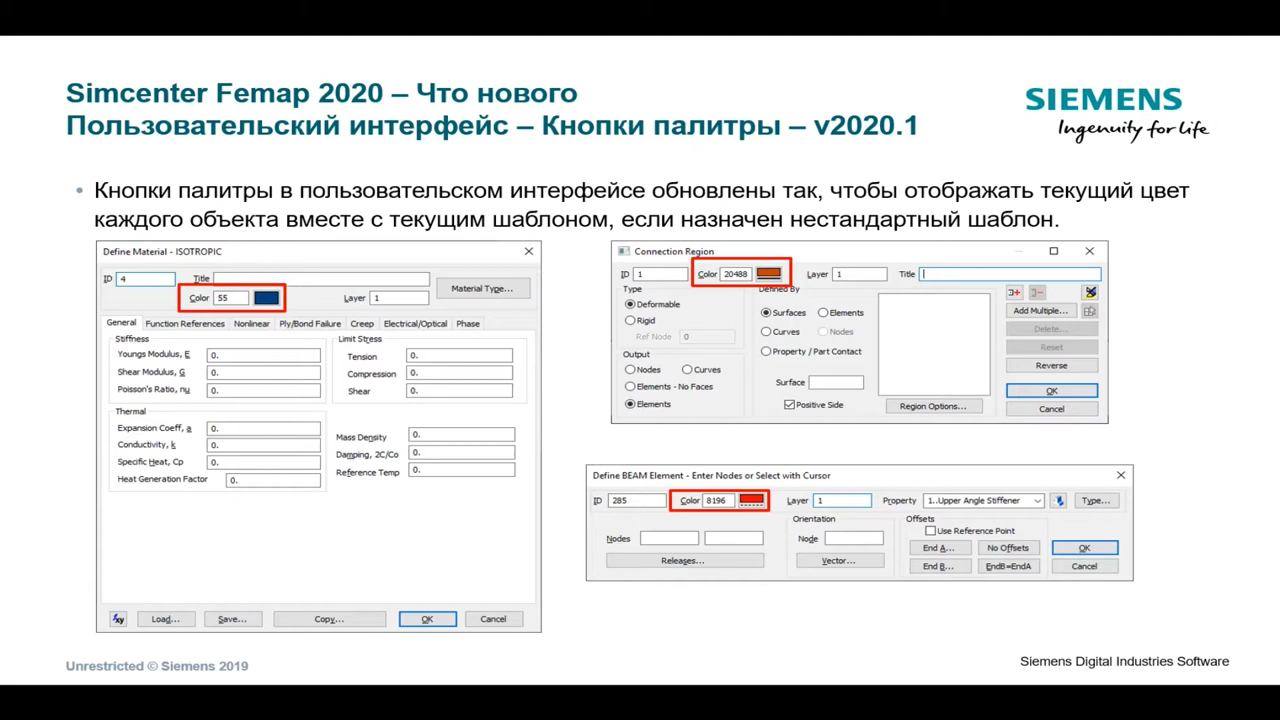 Simcenter Femap 2020 – Что нового
Пользовательский интерфейс – Кнопки палитры – v2020.1
SIEMENS
Ingenuity for life
• Кнопки палитры в пользовательском интерфейсе обновлены так, чтобы отображать текущий цвет
каждого объекта вместе с текущим шаблоном, если назначен нестандартный шаблон.
Define Material - ISOTROPIC
ID 4 Title
Color 55 Layer 1 Material Type...
General Function References Nonlinear Ply/Bond Failure Creep Electrical/Optical Phase
Stiffness
Youngs Modulus, E 0.
Shear Modulus, G 0.
Poisson's Ratio, nu 0.
Limit Stress
Tension 0.
Compression 0.
Shear 0.
Thermal
Expansion Coeff, a 0.
Conductivity, k 0.
Specific Heat, Cp 0.
Heat Generation Factor 0.
Mass Density 0.
Damping, 2C/Co 0.
Reference Temp 0.
Load... Save... Copy... OK Cancel
Connection Region
ID 1 Color 20488 Layer 1 Title
Type
Deformable
Rigid
Ref Node 0
Output
Nodes Curves
Elements - No Faces
Elements
Defined By
Surfaces Elements
Curves Nodes
Property / Part Contact
Surface
Positive Side
Region Options...
Add Multiple...
Delete...
Reset
Reverse
OK
Cancel
Define BEAM Element - Enter Nodes or Select with Cursor
ID 285 Color 8196 Layer 1 Property 1..Upper Angle Stiffener Type...
Nodes
Releases...
Orientation
Node
Vector...
Offsets
Use Reference Point
End A... No Offsets
End B... EndB=EndA
OK
Cancel
Unrestricted © Siemens 2019
Siemens Digital Industries Software